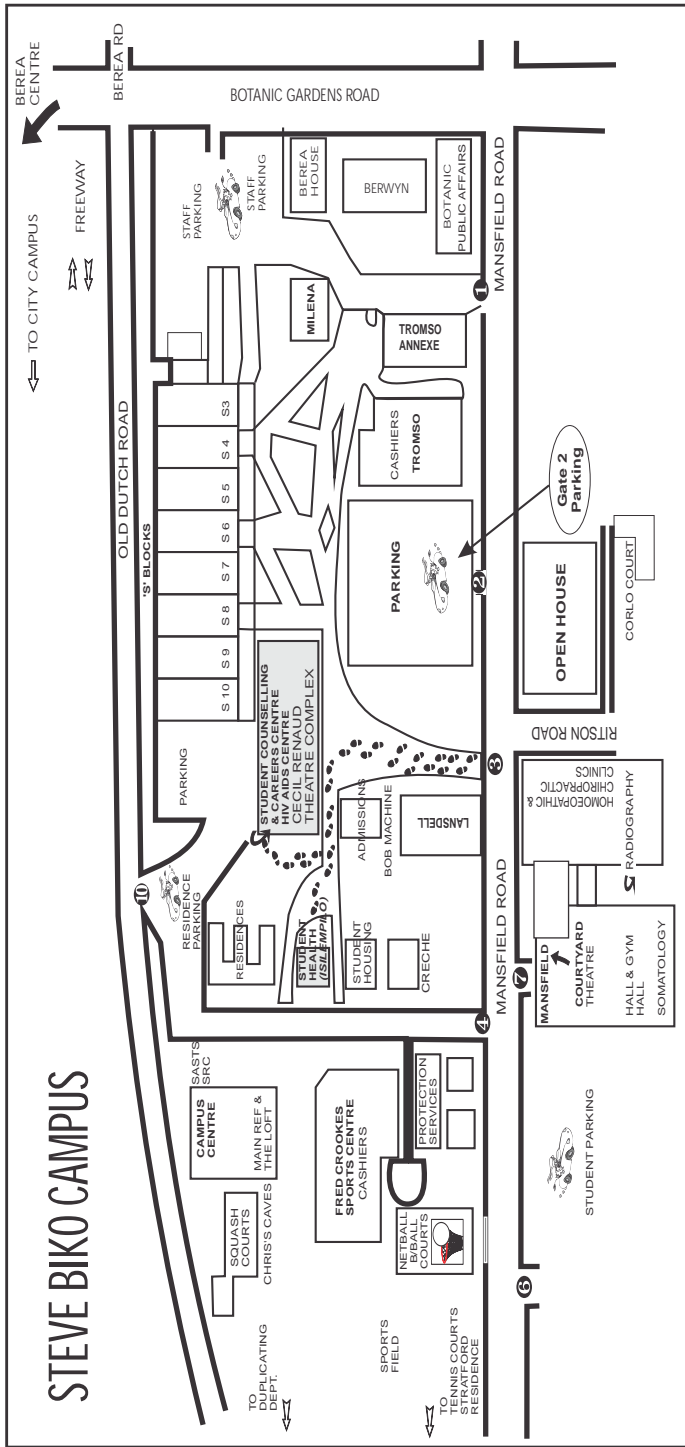 STEVE BIKO CAMPUS
TO DUPLICATING
DEPT.
SPORTS
FIELD
TO
TENNIS COURTS
STRATFORD
RESIDENCE
SQUASH
COURTS
CHRIS'S CAVES
CAMPUS
CENTRE
MAIN REF &
THE LOFT
SASTS
SRC
FRED CROOKES
SPORTS CENTRE
CASHIERS
NETBALL
B/BALL
COURTS
PROTECTION
SERVICES
6
STUDENT PARKING
10
RESIDENCE
PARKING
RESIDENCES
STUDENT
HEALTH
(ISILEMPILO)
STUDENT
HOUSING
CRECHE
4
MANSFIELD ROAD
7
MANSFIELD
COURTYARD
THEATRE
HALL & GYM
HALL
SOMATOLOGY
RADIOGRAPHY
HOMOEOPATHIC &
CHIROPRACTIC
CLINICS
PARKING
STUDENT COUNSELLING
& CAREERS CENTRE
HIV AIDS CENTRE
CECIL RENAUD
THEATRE COMPLEX
ADMISSIONS
BOB MACHINE
LANSDELL
3
RITSON ROAD
OLD DUTCH ROAD
'S' BLOCKS
S 10
S 9
S 8
S7
S 6
S5
S 4
S3
PARKING
2
Gate 2
Parking
OPEN HOUSE
CORLO COURT
CASHIERS
TROMSO
TROMSO
ANNEXE
MILENA
1
MANSFIELD ROAD
TO CITY CAMPUS
FREEWAY
STAFF
PARKING
STAFF
PARKING
BEREA
HOUSE
BERWYN
BOTANIC
PUBLIC AFFAIRS
BEREA
CENTRE
BEREA RD
BOTANIC GARDENS ROAD